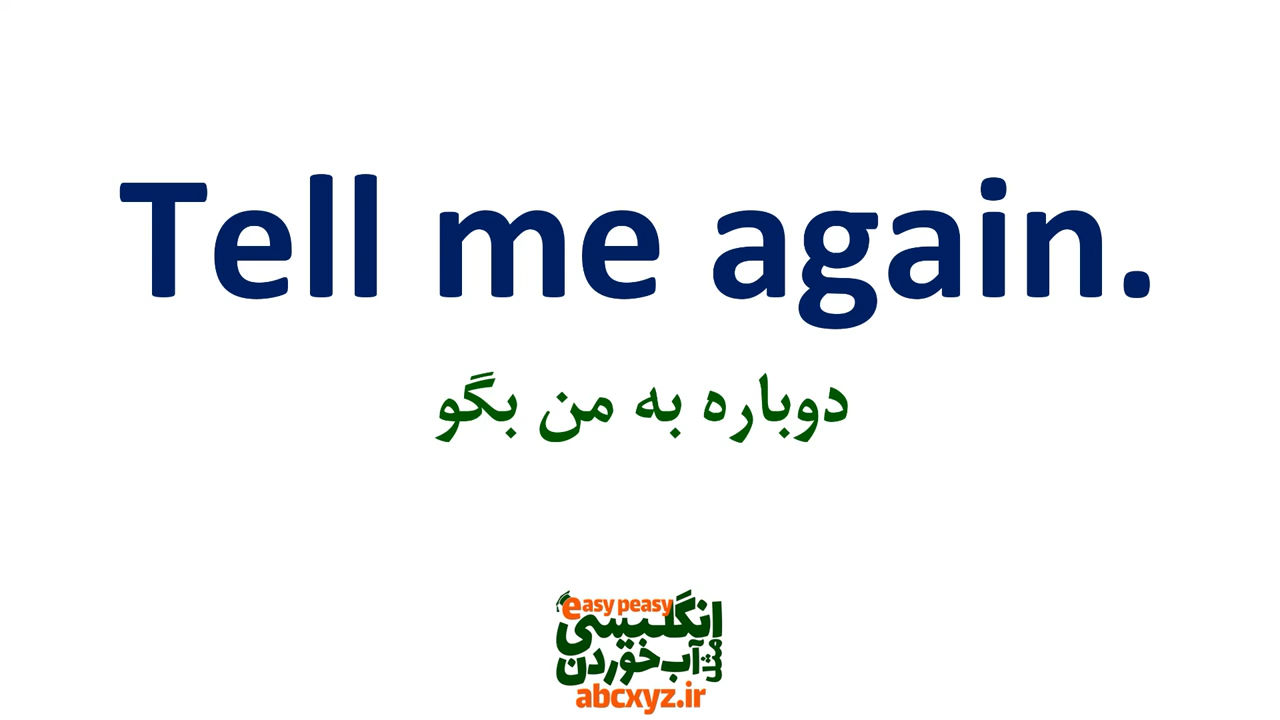 Tell me again.
دوباره به من بگو
easy peasy
انگلیسی
مثل آب خوردن
abcxyz.ir